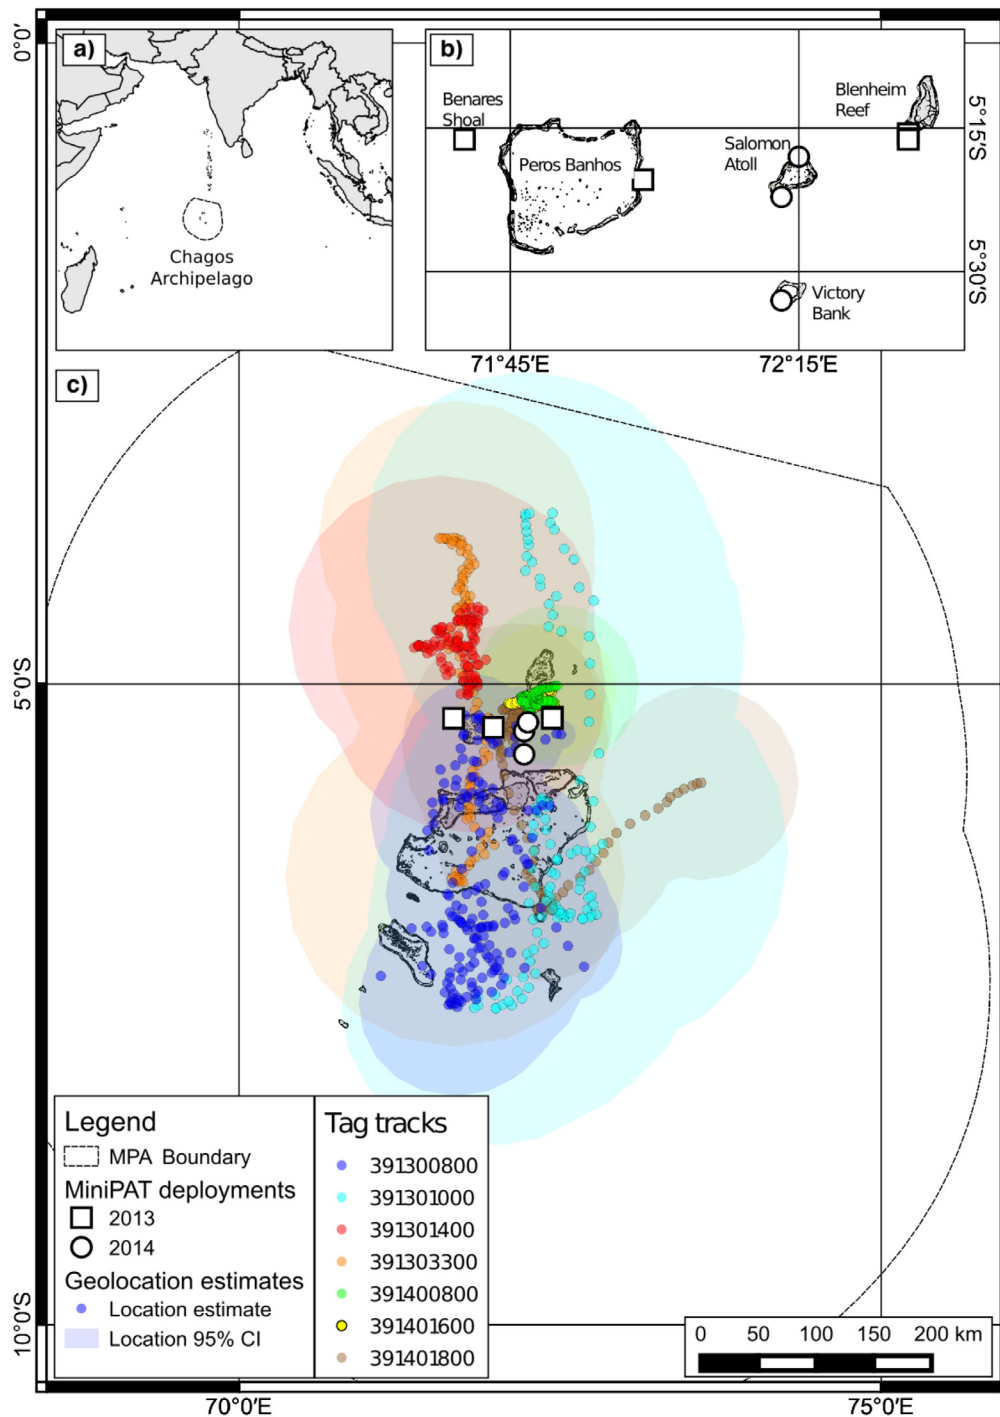 0°0′
a)
Chagos
Archipelago
b)
Benares
Shoal
Peros Banhos
Salomon
Atoll
Blenheim
Reef
Victory
Bank
5°15′S
5°30′S
71°45′E
72°15′E
c)
5°0′S
10°0′S
Legend
MPA Boundary
MiniPAT deployments
2013
2014
Geolocation estimates
Location estimate
Location 95% CI
Tag tracks
391300800
391301000
391301400
391303300
391400800
391401600
391401800
0 50 100 150 200 km
70°0′E
75°0′E